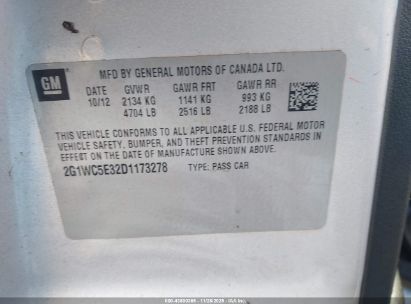 GM
MFD BY GENERAL MOTORS OF CANADA LTD.
10/12 GVWR GAWR FRT GAWR RR
2134 KG 1141 KG 993 KG
4704 LB 2516 LB 2188 LB
THIS VEHICLE CONFORMS TO ALL APPLICABLE U.S. FEDERAL MOTOR
VEHICLE SAFETY, BUMPER, AND THEFT PREVENTION STANDARDS IN
EFFECT ON THE DATE OF MANUFACTURE SHOWN ABOVE.
2G1WC5E32D1173278 TYPE: PASS CAR